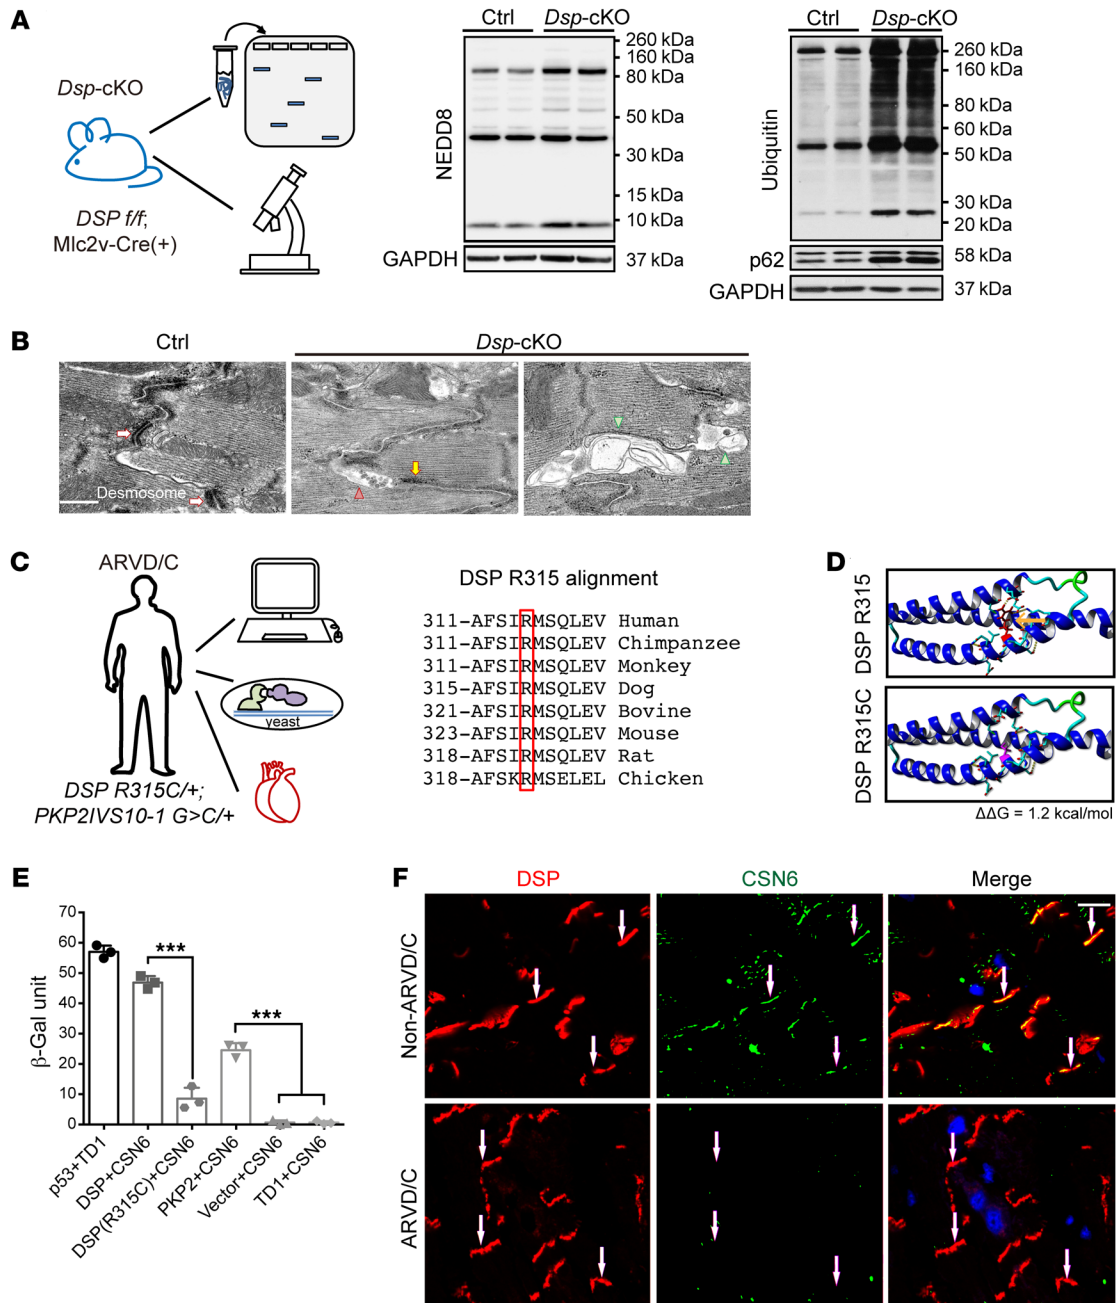 A
Dsp-cKO
DSP f/f;
Mlc2v-Cre(+)
Ctrl
Dsp-cKO
NEDD8
260 kDa
160 kDa
80 kDa
50 kDa
30 kDa
15 kDa
10 kDa
GAPDH
37 kDa
Ctrl
Dsp-cKO
Ubiquitin
260 kDa
160 kDa
80 kDa
60 kDa
50 kDa
30 kDa
20 kDa
p62
58 kDa
GAPDH
37 kDa
B
Ctrl
Dsp-cKO
Desmosome
C
ARVD/C
yeast
DSP R315C/+;
PKP2IVS10-1 G>C/+
DSP R315 alignment
311-AFSIRMSQLEV Human
311-AFSIRMSQLEV Chimpanzee
311-AFSIRMSQLEV Monkey
315-AFSIRMSQLEV Dog
321-AFSIRMSQLEV Bovine
323-AFSIRMSQLEV Mouse
318-AFSIRMSQLEV Rat
318-AFSKRMSELEL Chicken
D
DSP R315
DSP R315C
ΔΔG = 1.2 kcal/mol
E
β-Gal unit
70
60
50
40
30
20
10
0
***
***
p53+TD1
DSP+CSN6
DSP(R315C)+CSN6
PKP2+CSN6
Vector+CSN6
TD1+CSN6
F
DSP
CSN6
Merge
Non-ARVD/C
ARVD/C